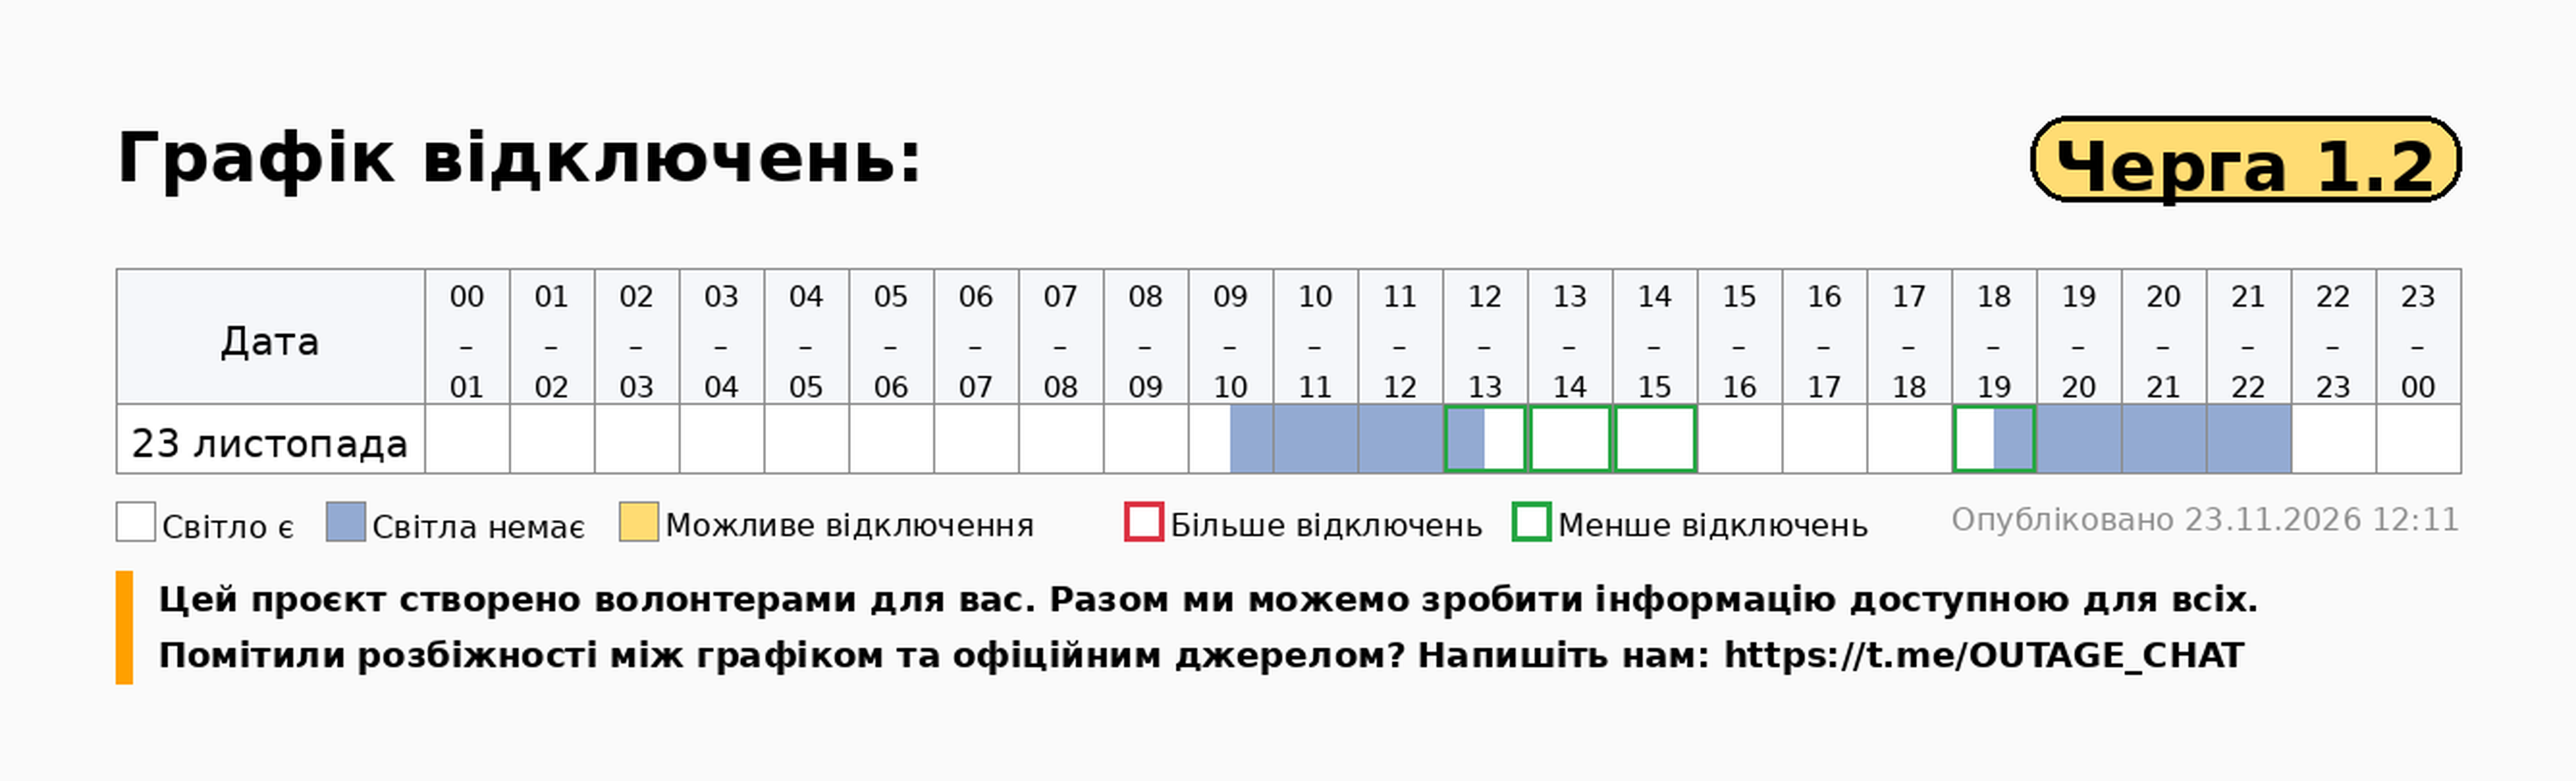 Графік відключень:
Черга 1.2
Дата
00 – 01
01 – 02
02 – 03
03 – 04
04 – 05
05 – 06
06 – 07
07 – 08
08 – 09
09 – 10
10 – 11
11 – 12
12 – 13
13 – 14
14 – 15
15 – 16
16 – 17
17 – 18
18 – 19
19 – 20
20 – 21
21 – 22
22 – 23
23 – 00
23 листопада
Світло є
Світла немає
Можливе відключення
Більше відключень
Менше відключень
Опубліковано 23.11.2026 12:11
Цей проєкт створено волонтерами для вас. Разом ми можемо зробити інформацію доступною для всіх.
Помітили розбіжності між графіком та офіційним джерелом? Напишіть нам: https://t.me/OUTAGE_CHAT